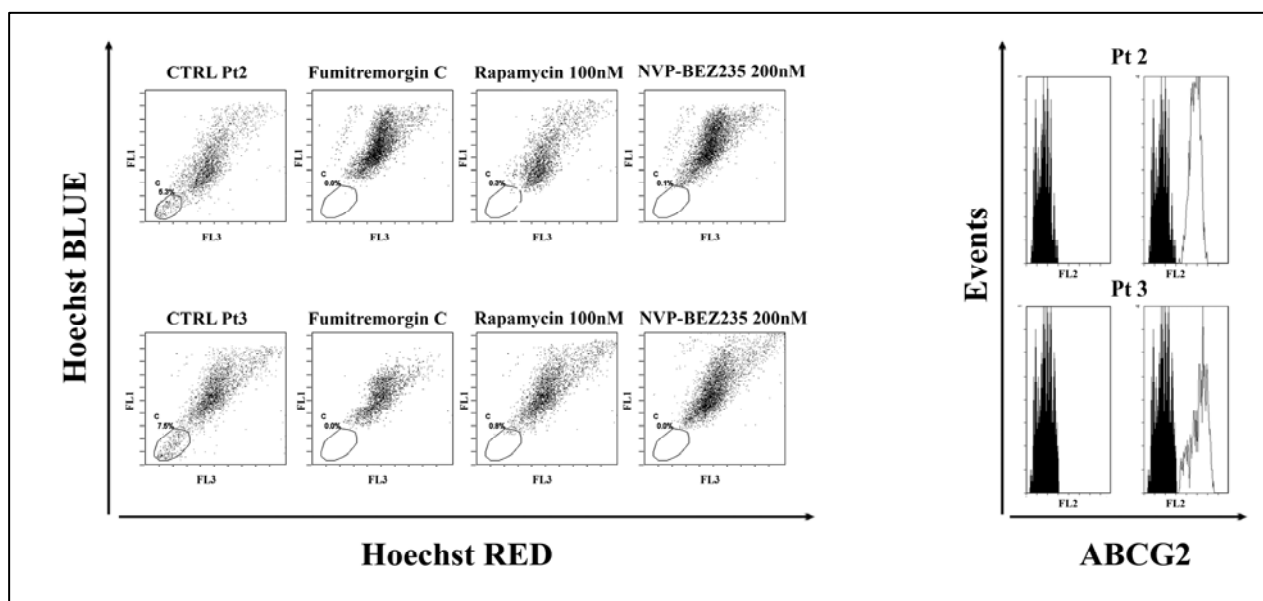 CTRL Pt2 Fumitremorgin C Rapamycin 100nM NVP-BEZ235 200nM
FL1 FL1 FL1 FL1
C C C C
5.3% 0.0% 0.3% 0.1%
FL3 FL3 FL3 FL3
CTRL Pt3 Fumitremorgin C Rapamycin 100nM NVP-BEZ235 200nM
FL1 FL1 FL1 FL1
C C C C
7.5% 0.0% 0.8% 0.0%
FL3 FL3 FL3 FL3
Hoechst BLUE
Hoechst RED
Pt 2
FL2 FL2
Pt 3
FL2 FL2
Events
ABCG2